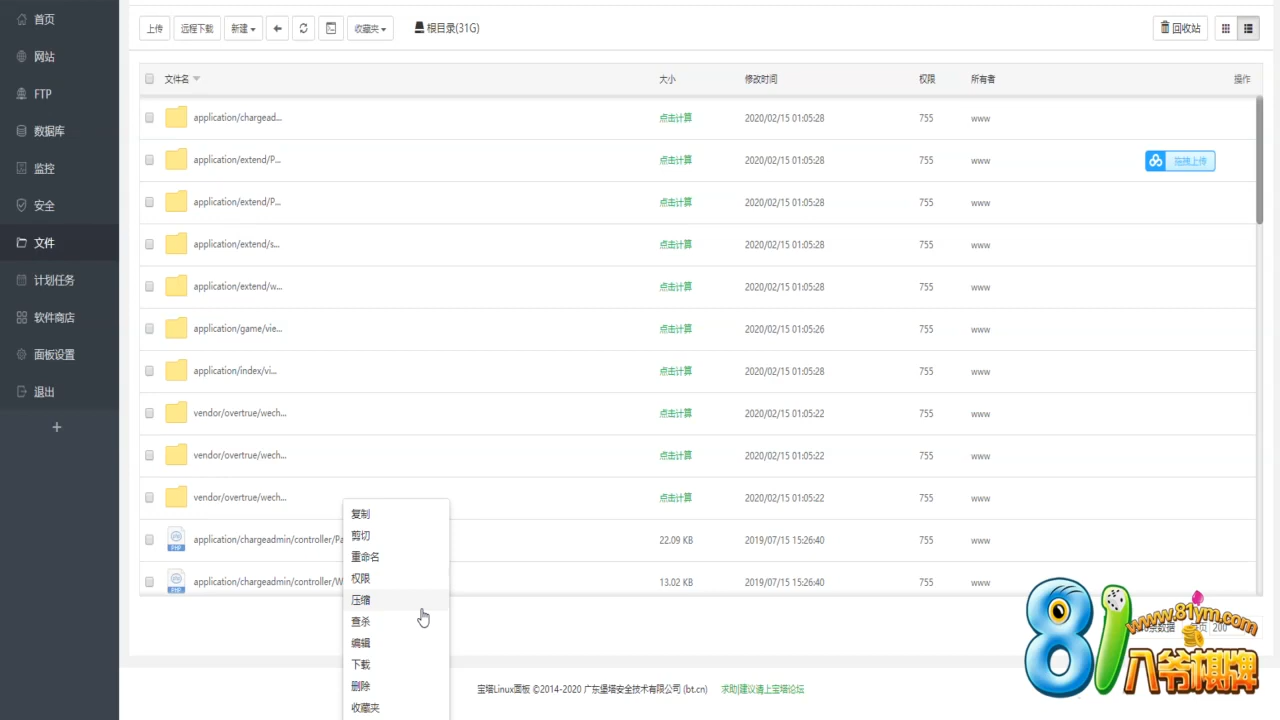 首页
网站
FTP
数据库
监控
安全
文件
计划任务
软件商店
面板设置
退出
+
上传 远程下载 新建 收藏夹 根目录(31G) 回收站
文件名 大小 修改时间 权限 所有者 操作
application/chargead... 点击计算 2020/02/15 01:05:28 755 www
application/extend/P... 点击计算 2020/02/15 01:05:28 755 www
拖拽上传
application/extend/P... 点击计算 2020/02/15 01:05:28 755 www
application/extend/s... 点击计算 2020/02/15 01:05:28 755 www
application/extend/w... 点击计算 2020/02/15 01:05:28 755 www
application/game/vie... 点击计算 2020/02/15 01:05:26 755 www
application/index/vi... 点击计算 2020/02/15 01:05:28 755 www
vendor/overtrue/wech... 点击计算 2020/02/15 01:05:22 755 www
vendor/overtrue/wech... 点击计算 2020/02/15 01:05:22 755 www
vendor/overtrue/wech... 点击计算 2020/02/15 01:05:22 755 www
PHP application/chargeadmin/controller/Pa 22.09 KB 2019/07/15 15:26:40 755 www
PHP application/chargeadmin/controller/W 13.02 KB 2019/07/15 15:26:40 755 www
复制
剪切
重命名
权限
压缩
查杀
编辑
下载
删除
收藏夹
条数据 200
81
www.81ym.com
八爷棋牌
宝塔Linux面板 ©2014-2020 广东堡塔安全技术有限公司 (bt.cn) 求助|建议请上宝塔论坛